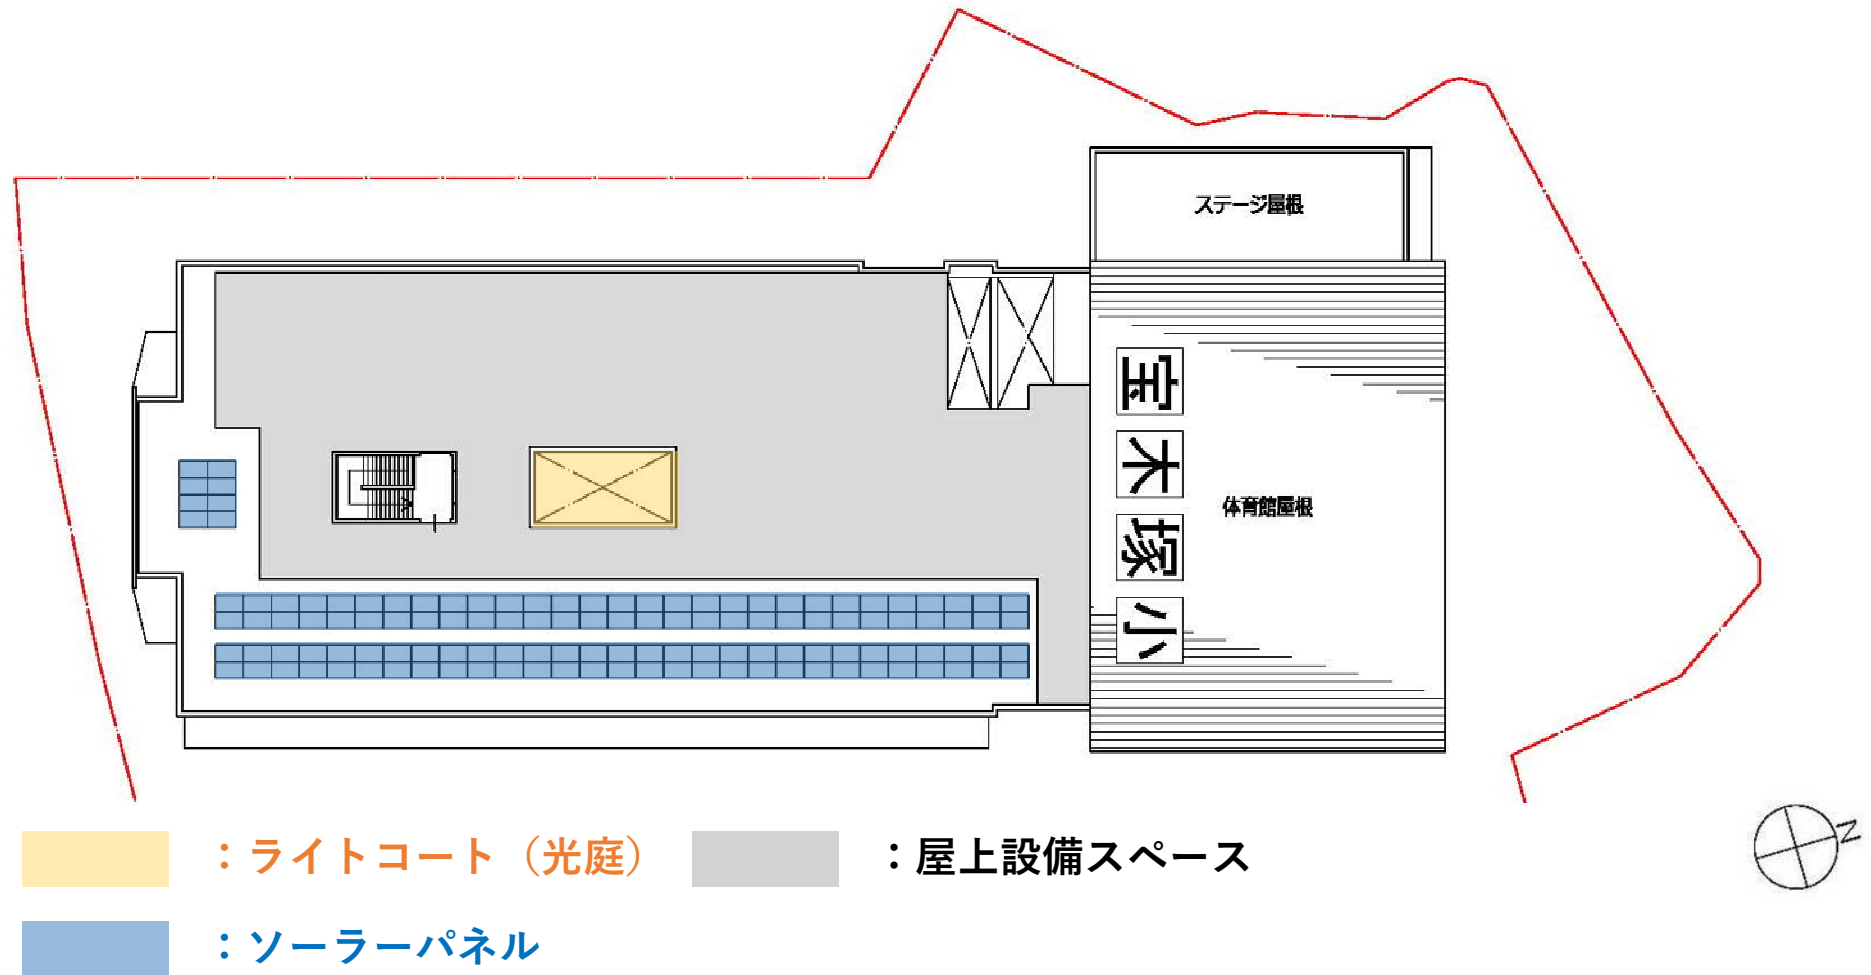 ステージ屋根
宝木塚小
体育館屋根
N
：ライトコート（光庭）
：屋上設備スペース
：ソーラーパネル